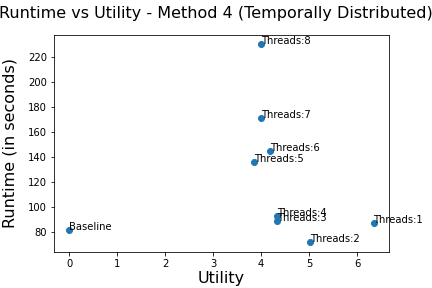 Runtime vs Utility - Method 4 (Temporally Distributed)
Threads:8
220
200
180
Threads:7
160
Threads:6
140
Threads:5
120
100
Threads:4
Threads:3
Threads:1
Baseline
80
Threads:2
0 1 2 3 4 5 6
Utility
Runtime (in seconds)